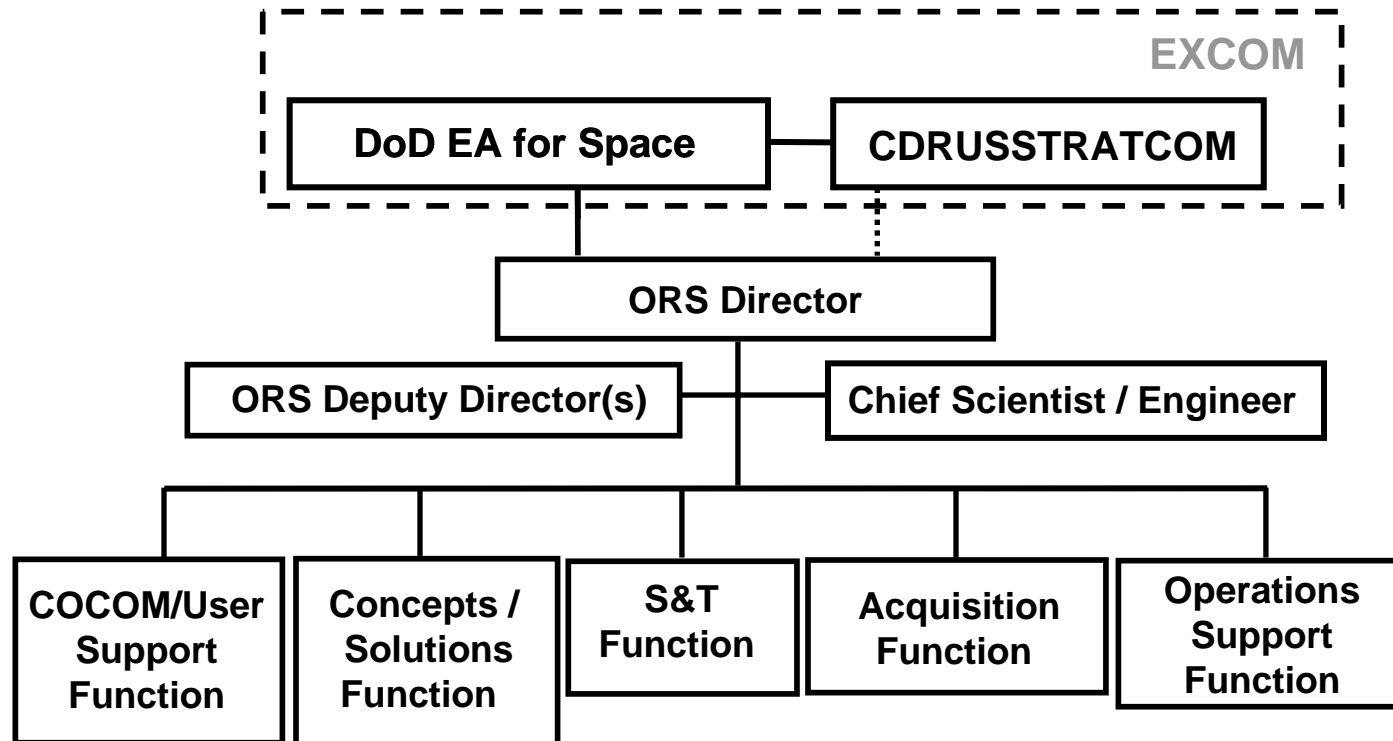 EXCOM
DoD EA for Space
CDRUSSTRATCOM
ORS Director
ORS Deputy Director(s)
Chief Scientist / Engineer
COCOM/User
Support
Function
Concepts /
Solutions
Function
S&T
Function
Acquisition
Function
Operations
Support
Function